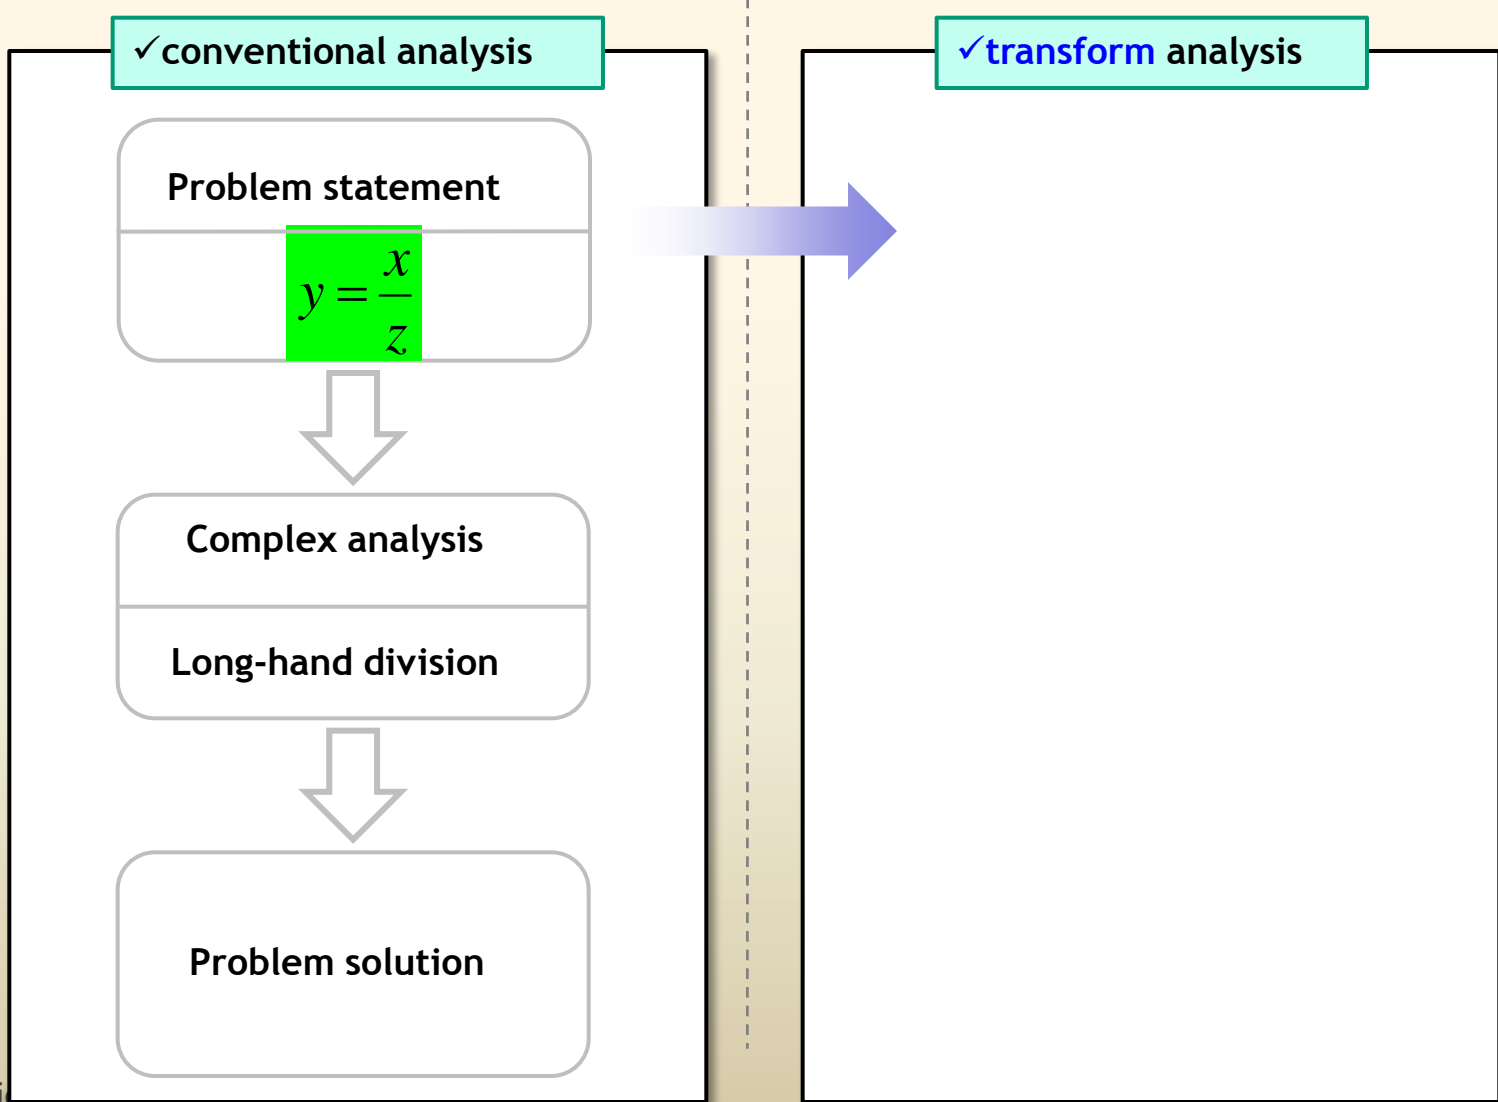 ✓conventional analysis
Problem statement
y = x/z
Complex analysis
Long-hand division
Problem solution
✓transform analysis